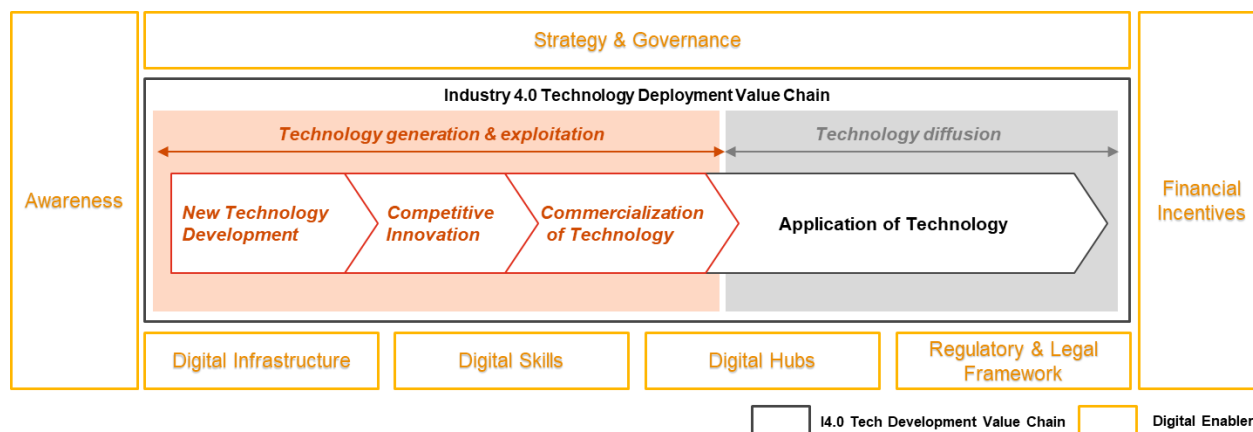 Strategy & Governance
Industry 4.0 Technology Deployment Value Chain
Technology generation & exploitation
Technology diffusion
Awareness
New Technology
Development
Competitive
Innovation
Commercialization
of Technology
Application of Technology
Financial
Incentives
Digital Infrastructure
Digital Skills
Digital Hubs
Regulatory & Legal
Framework
I4.0 Tech Development Value Chain
Digital Enabler